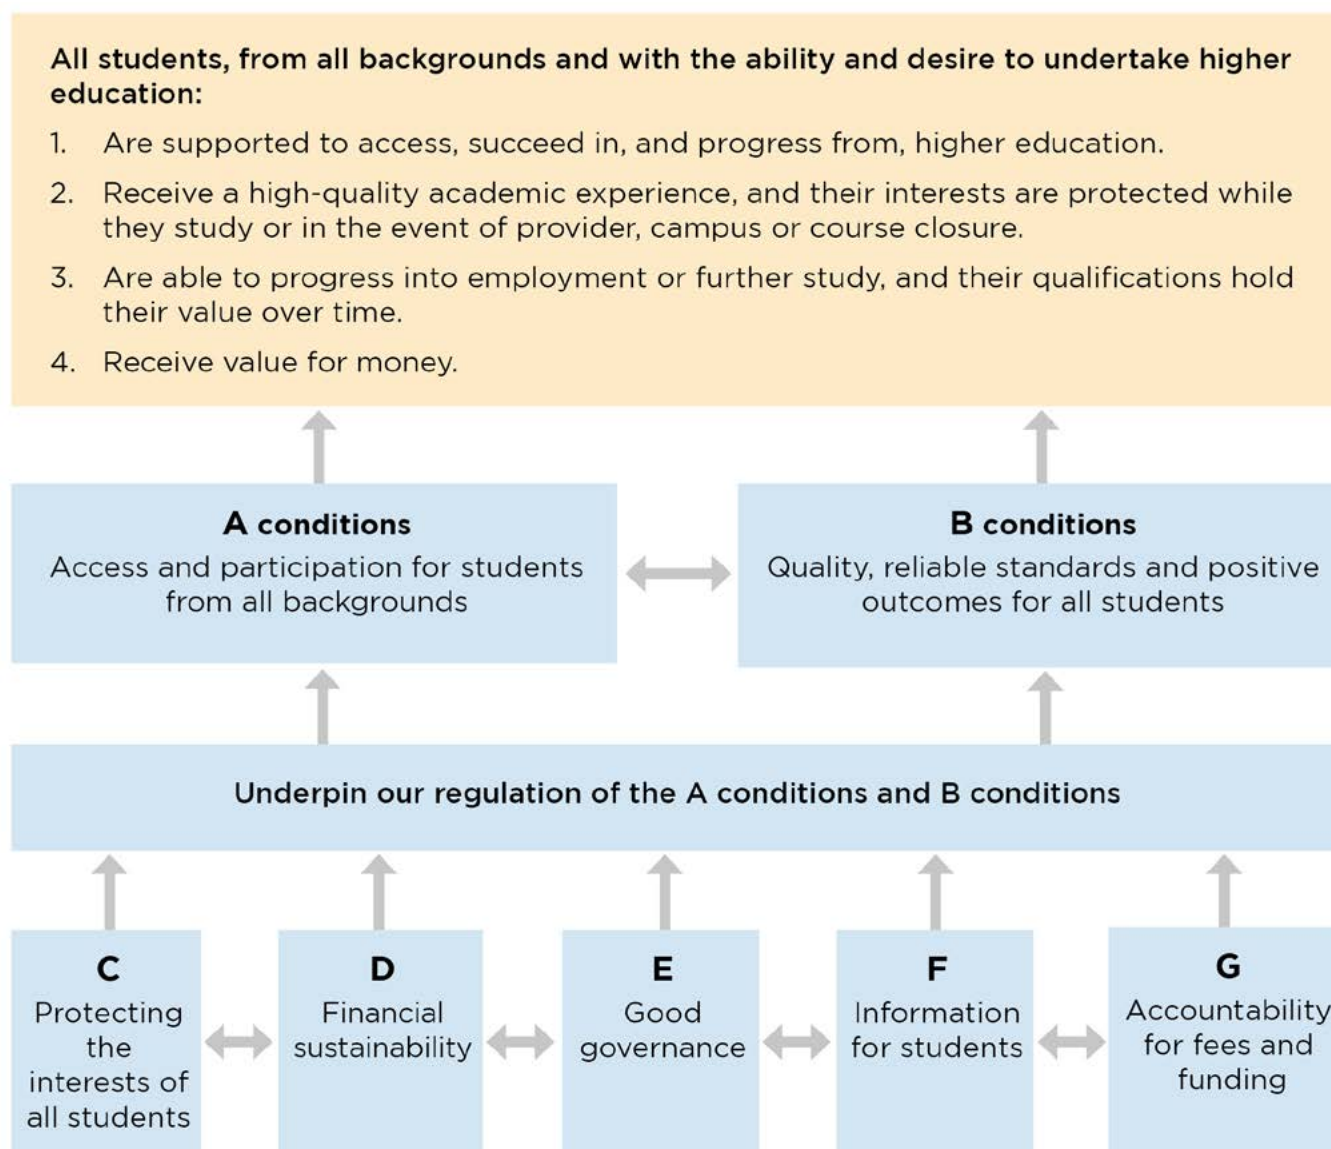 All students, from all backgrounds and with the ability and desire to undertake higher
education:
1. Are supported to access, succeed in, and progress from, higher education.
2. Receive a high-quality academic experience, and their interests are protected while
they study or in the event of provider, campus or course closure.
3. Are able to progress into employment or further study, and their qualifications hold
their value over time.
4. Receive value for money.
A conditions
Access and participation for students
from all backgrounds
B conditions
Quality, reliable standards and positive
outcomes for all students
Underpin our regulation of the A conditions and B conditions
C
Protecting
the
interests of
all students
D
Financial
sustainability
E
Good
governance
F
Information
for students
G
Accountability
for fees and
funding